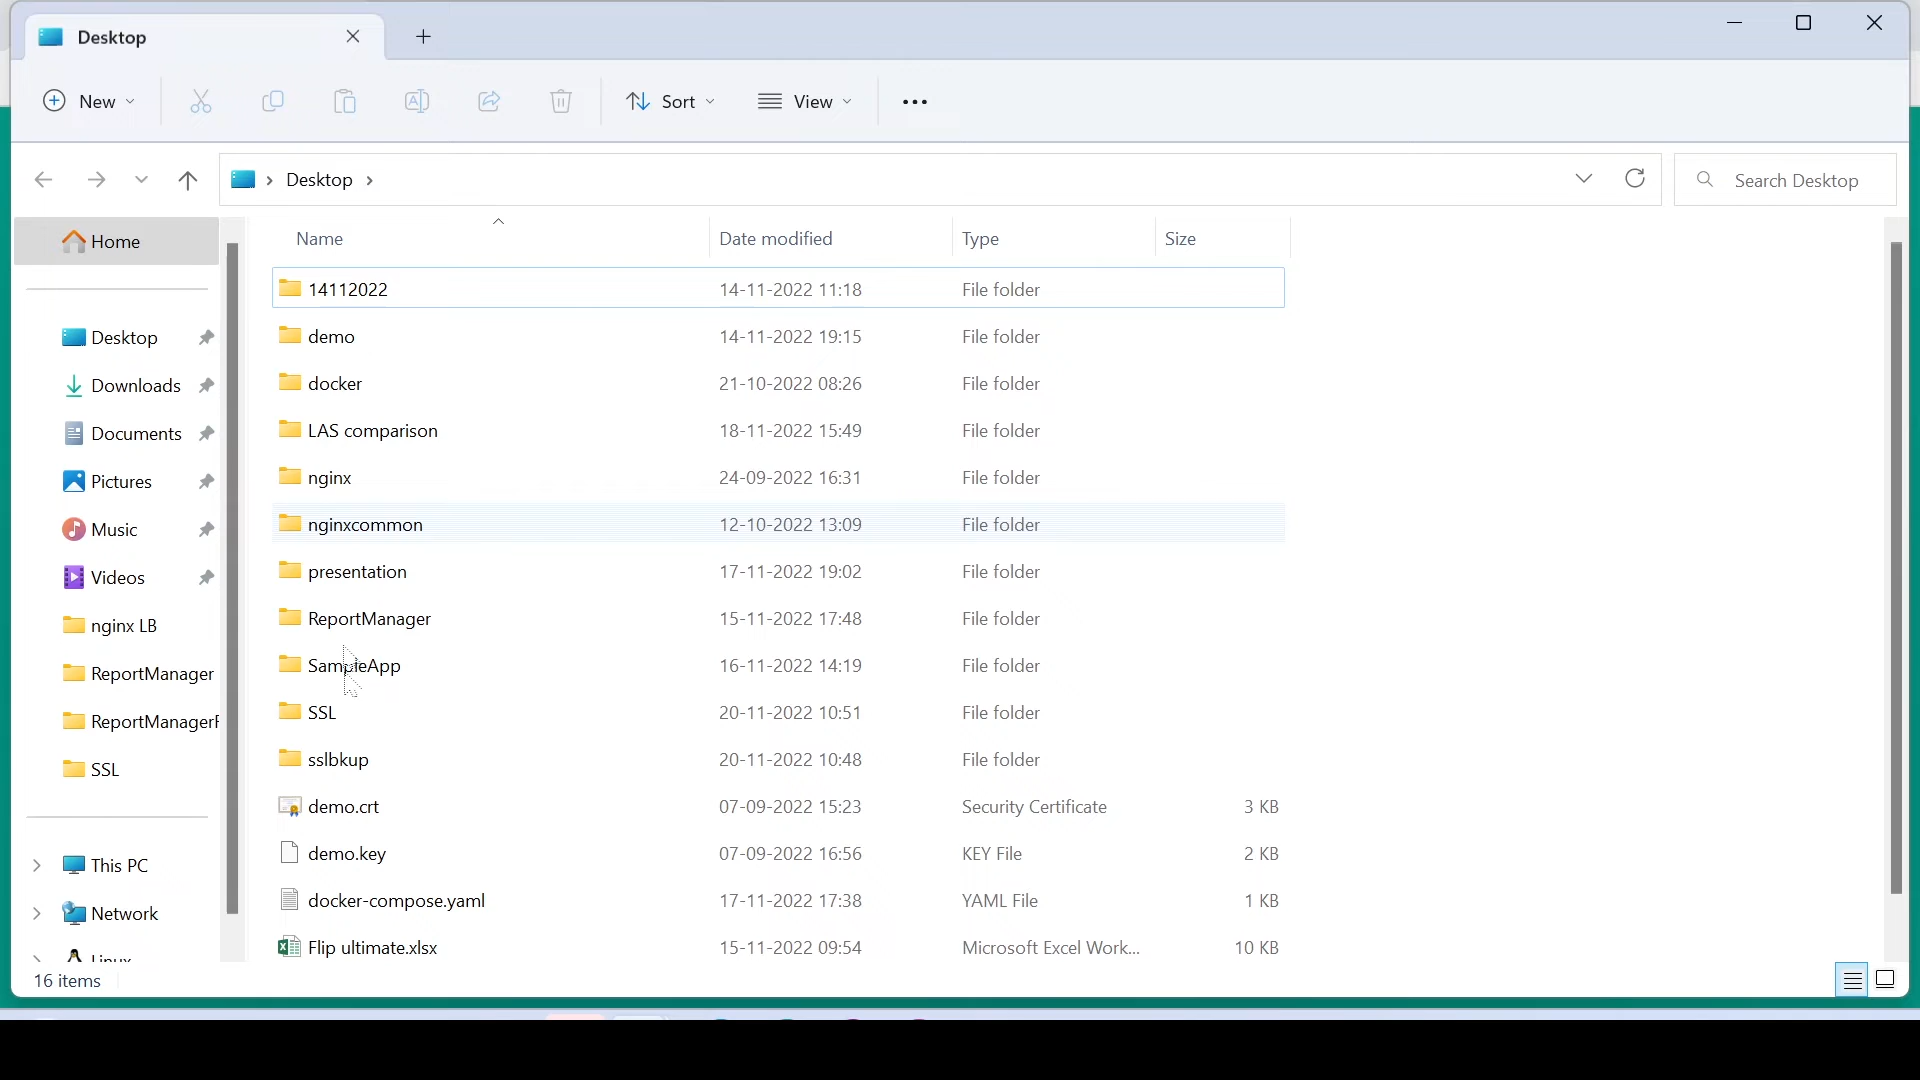 Desktop
New
Sort
View
Desktop
Search Desktop
Home
Desktop
Downloads
Documents
Pictures
Music
Videos
nginx LB
ReportManager
ReportManagerF
SSL
This PC
Network
Linux
Name Date modified Type Size
14112022 14-11-2022 11:18 File folder
demo 14-11-2022 19:15 File folder
docker 21-10-2022 08:26 File folder
LAS comparison 18-11-2022 15:49 File folder
nginx 24-09-2022 16:31 File folder
nginxcommon 12-10-2022 13:09 File folder
presentation 17-11-2022 19:02 File folder
ReportManager 15-11-2022 17:48 File folder
SampleApp 16-11-2022 14:19 File folder
SSL 20-11-2022 10:51 File folder
sslbkup 20-11-2022 10:48 File folder
demo.crt 07-09-2022 15:23 Security Certificate 3 KB
demo.key 07-09-2022 16:56 KEY File 2 KB
docker-compose.yaml 17-11-2022 17:38 YAML File 1 KB
Flip ultimate.xlsx 15-11-2022 09:54 Microsoft Excel Work... 10 KB
16 items